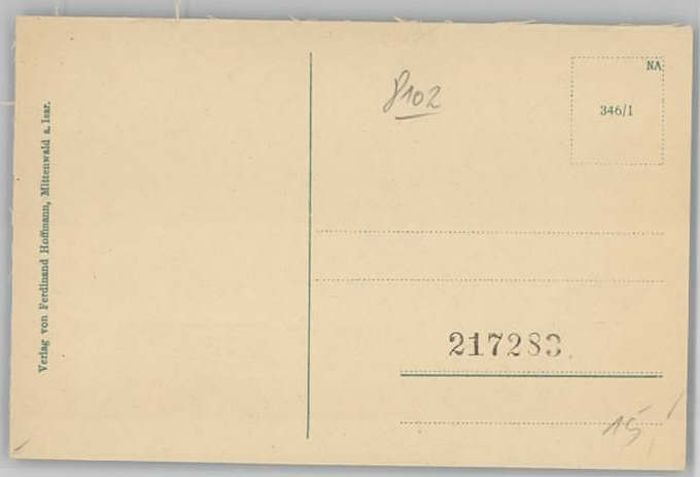 Verlag von Ferdinand Hoffmann, Mittenwald a. Isar.
8102
NA
346/1
217283
15,